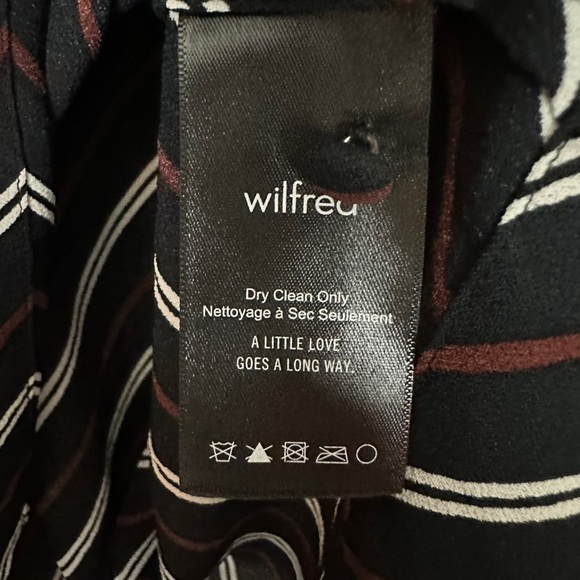 wilfred
Dry Clean Only
Nettoyage à Sec Seulement
A LITTLE LOVE
GOES A LONG WAY.